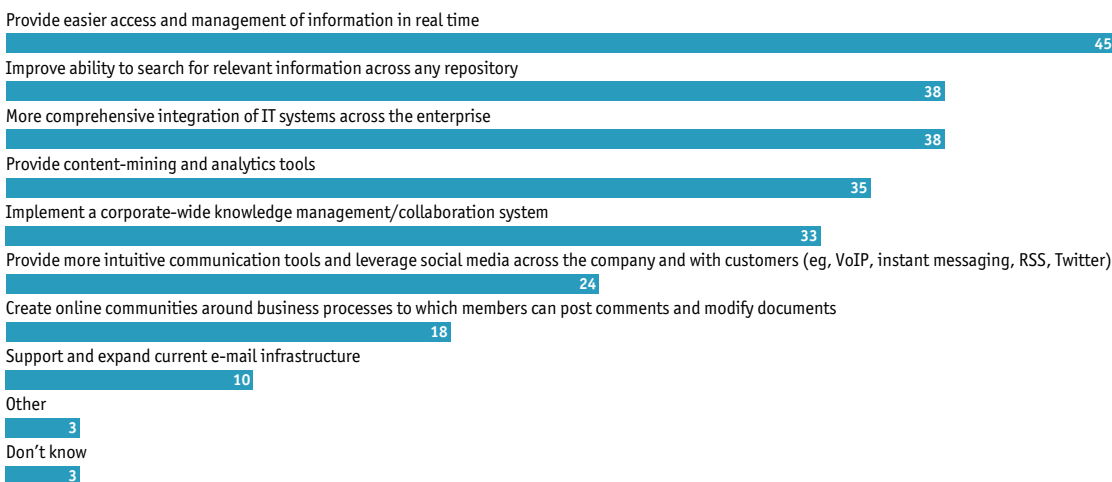 Provide easier access and management of information in real time
45
Improve ability to search for relevant information across any repository
38
More comprehensive integration of IT systems across the enterprise
38
Provide content-mining and analytics tools
35
Implement a corporate-wide knowledge management/collaboration system
33
Provide more intuitive communication tools and leverage social media across the company and with customers (eg, VoIP, instant messaging, RSS, Twitter)
24
Create online communities around business processes to which members can post comments and modify documents
18
Support and expand current e-mail infrastructure
10
Other
3
Don't know
3